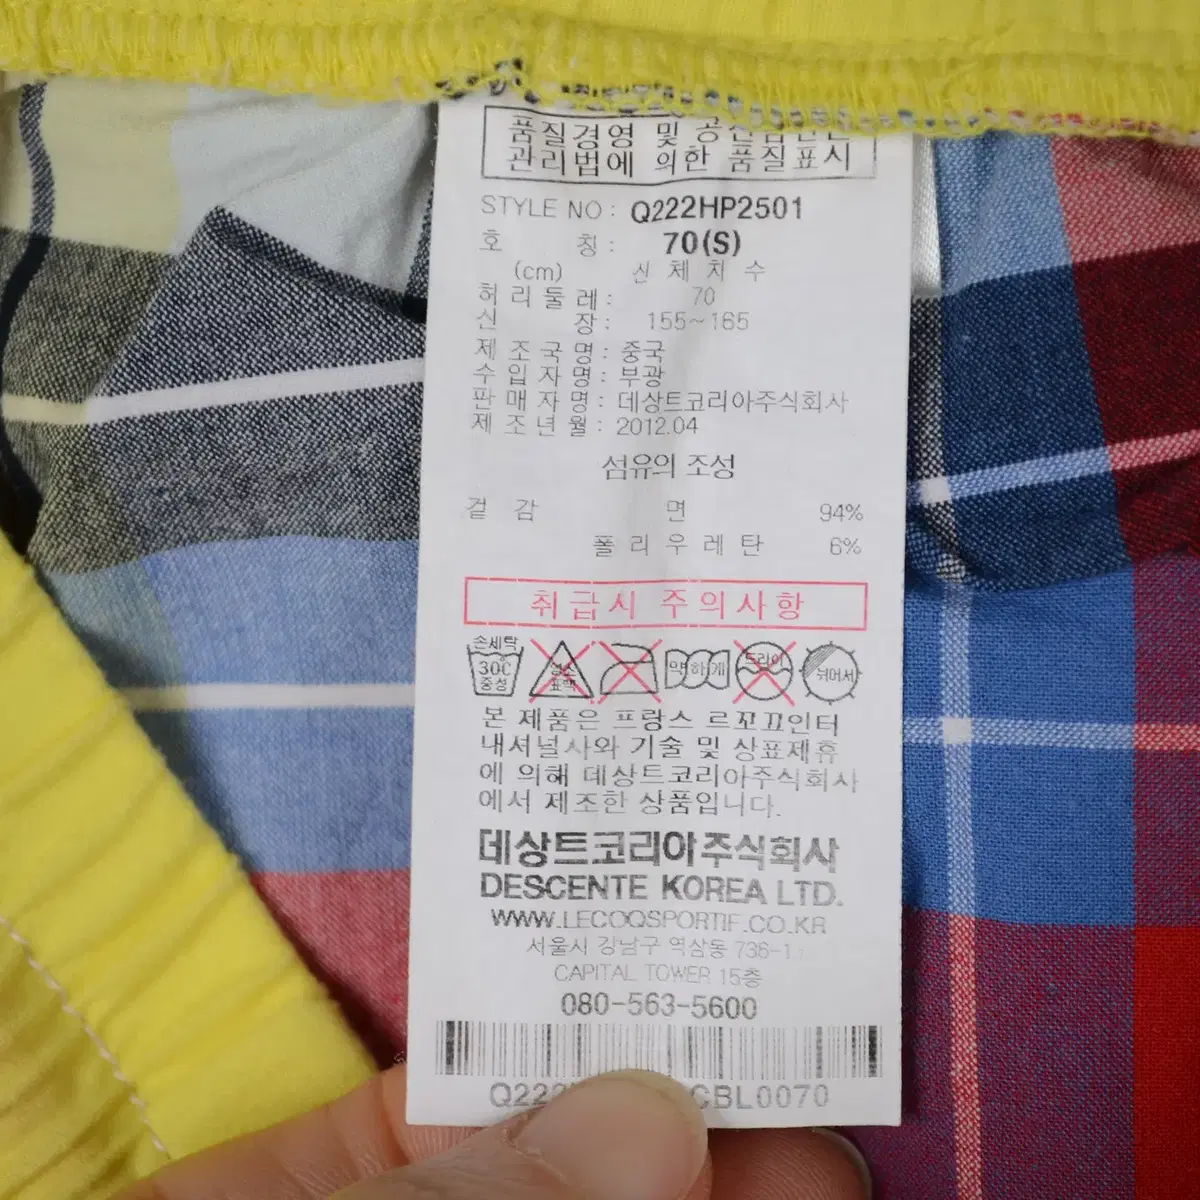 품질경영 및
관리법에 의한 품질표시
STYLE NO : Q222HP2501
호 칭 : 70(S)
(cm) 신 체 치 수
허 리 둘 레 : 70
신 장 : 155~165
제 조 국 명 : 중국
수 입 자 명 : 부광
판 매 자 명 : 데상트코리아주식회사
제 조 년 월 : 2012.04
섬유의 조성
겉 감 면 94%
폴 리 우 레 탄 6%
취 급 시 주 의 사 항
손세탁 30C 중성
염소 표백
약하게
드라이
뉘어서
본 제품은 프랑스 르꼬끄인터
내셔널사와 기술 및 상표제휴
에 의해 데상트코리아주식회사
에서 제조한 상품입니다.
데상트코리아주식회사
DESCENTE KOREA LTD.
WWW.LECOQSPORTIF.CO.KR
서울시 강남구 역삼동 736-1
CAPITAL TOWER 15층
080-563-5600
CBL0070